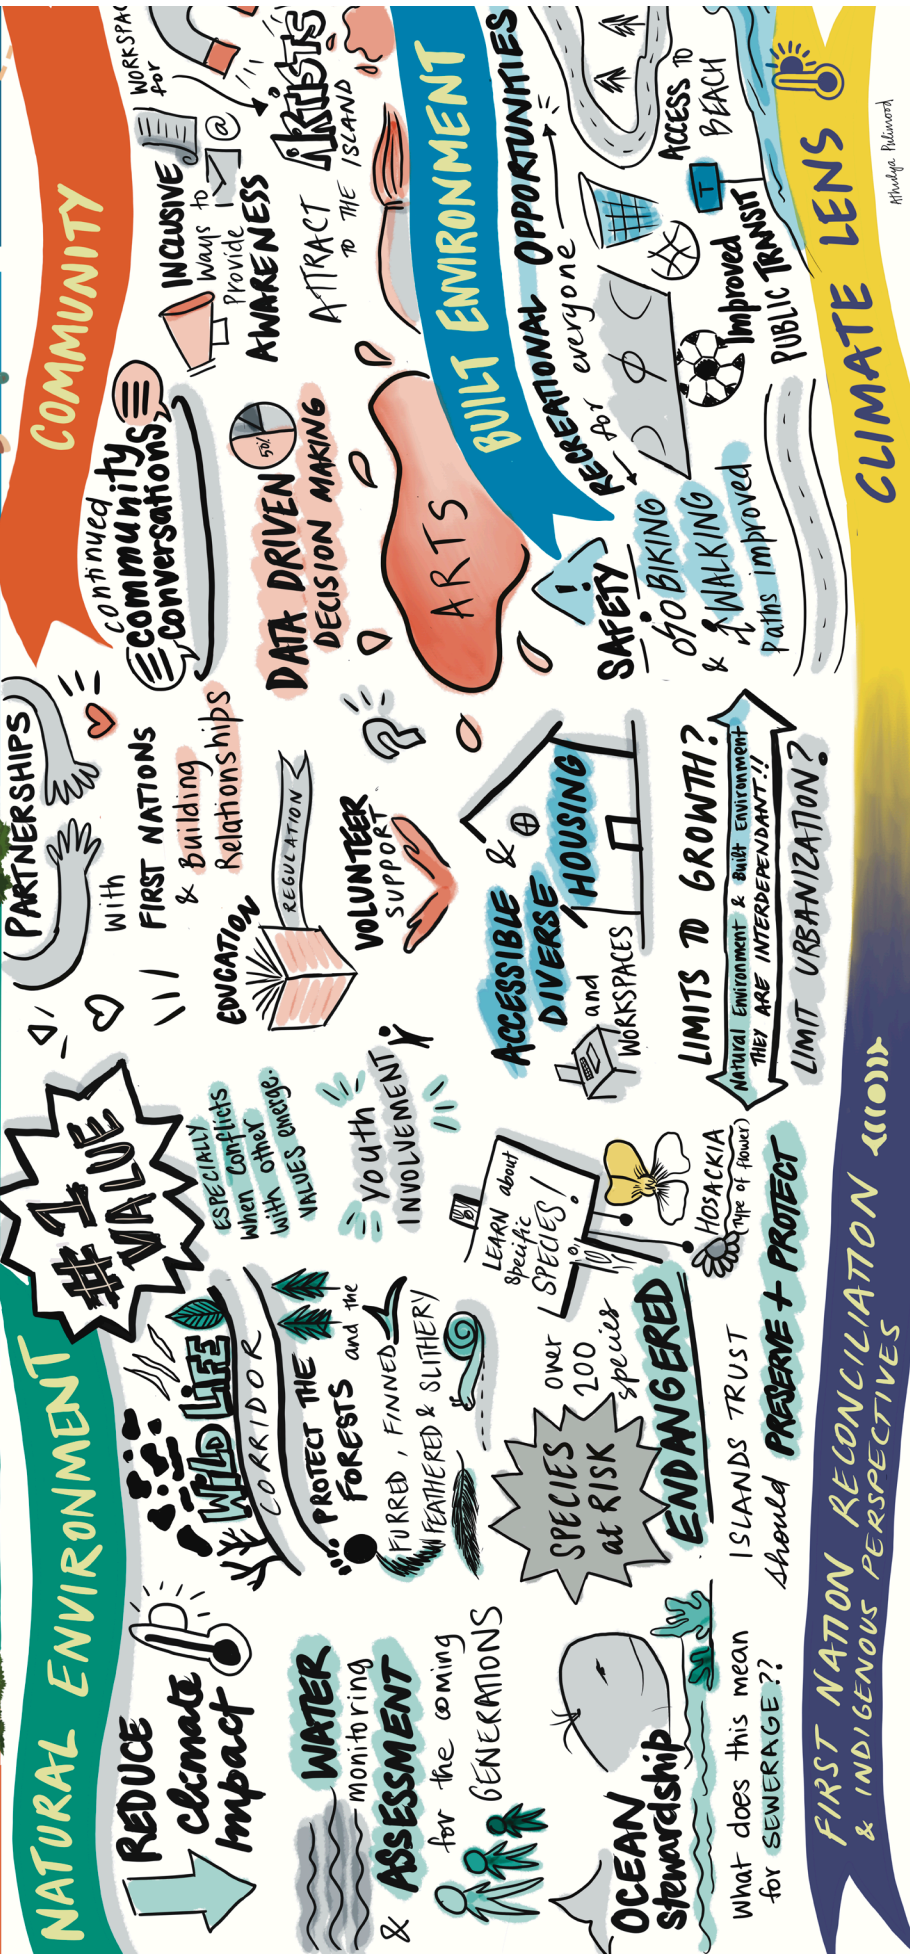 NATURAL ENVIRONMENT
#1
VALUE
ESPECIALLY
when conflicts
with other
VALUES emerge.
REDUCE
climate
impact
WILDLIFE
CORRIDOR
PROTECT THE
FORESTS and the
FURRED, FINNED
FEATHERED & SLITHERY
WATER
monitoring
& ASSESSMENT
for the coming
GENERATIONS
youth
INVOLVEMENT
SPECIES
at RISK
over
200
species
ENDANGERED
LEARN about
specific
SPECIES!
HOSACKIA
(type of flower)
OCEAN
stewardship
What does this mean
for SEWERAGE??
ISLANDS TRUST
should PRESERVE + PROTECT
COMMUNITY
PARTNERSHIPS
with
FIRST NATIONS
& Building
Relationships
EDUCATION
REGULATION
VOLUNTEER
SUPPORT
continued
community
conversations
DATA DRIVEN
DECISION MAKING
50%
INCLUSIVE
ways to
Provide
AWARENESS
@
WORKSPAC
for
ARTISTS
ATTRACT
TO THE ISLAND
ARTS
BUILT ENVIRONMENT
ACCESSIBLE &
DIVERSE
HOUSING
and
WORKSPACES
LIMITS TO GROWTH?
Natural Environment & Built Environment
THEY ARE INTERDEPENDANT!!
LIMIT URBANIZATION?
!
SAFETY
BIKING
& WALKING
Paths improved
RECREATIONAL OPPORTUNITIES
for everyone
T
Improved
PUBLIC TRANSIT
ACCESS TO
BEACH
FIRST NATION RECONCILIATION
& INDIGENOUS PERSPECTIVES
CLIMATE LENS
Athulya Pulimood